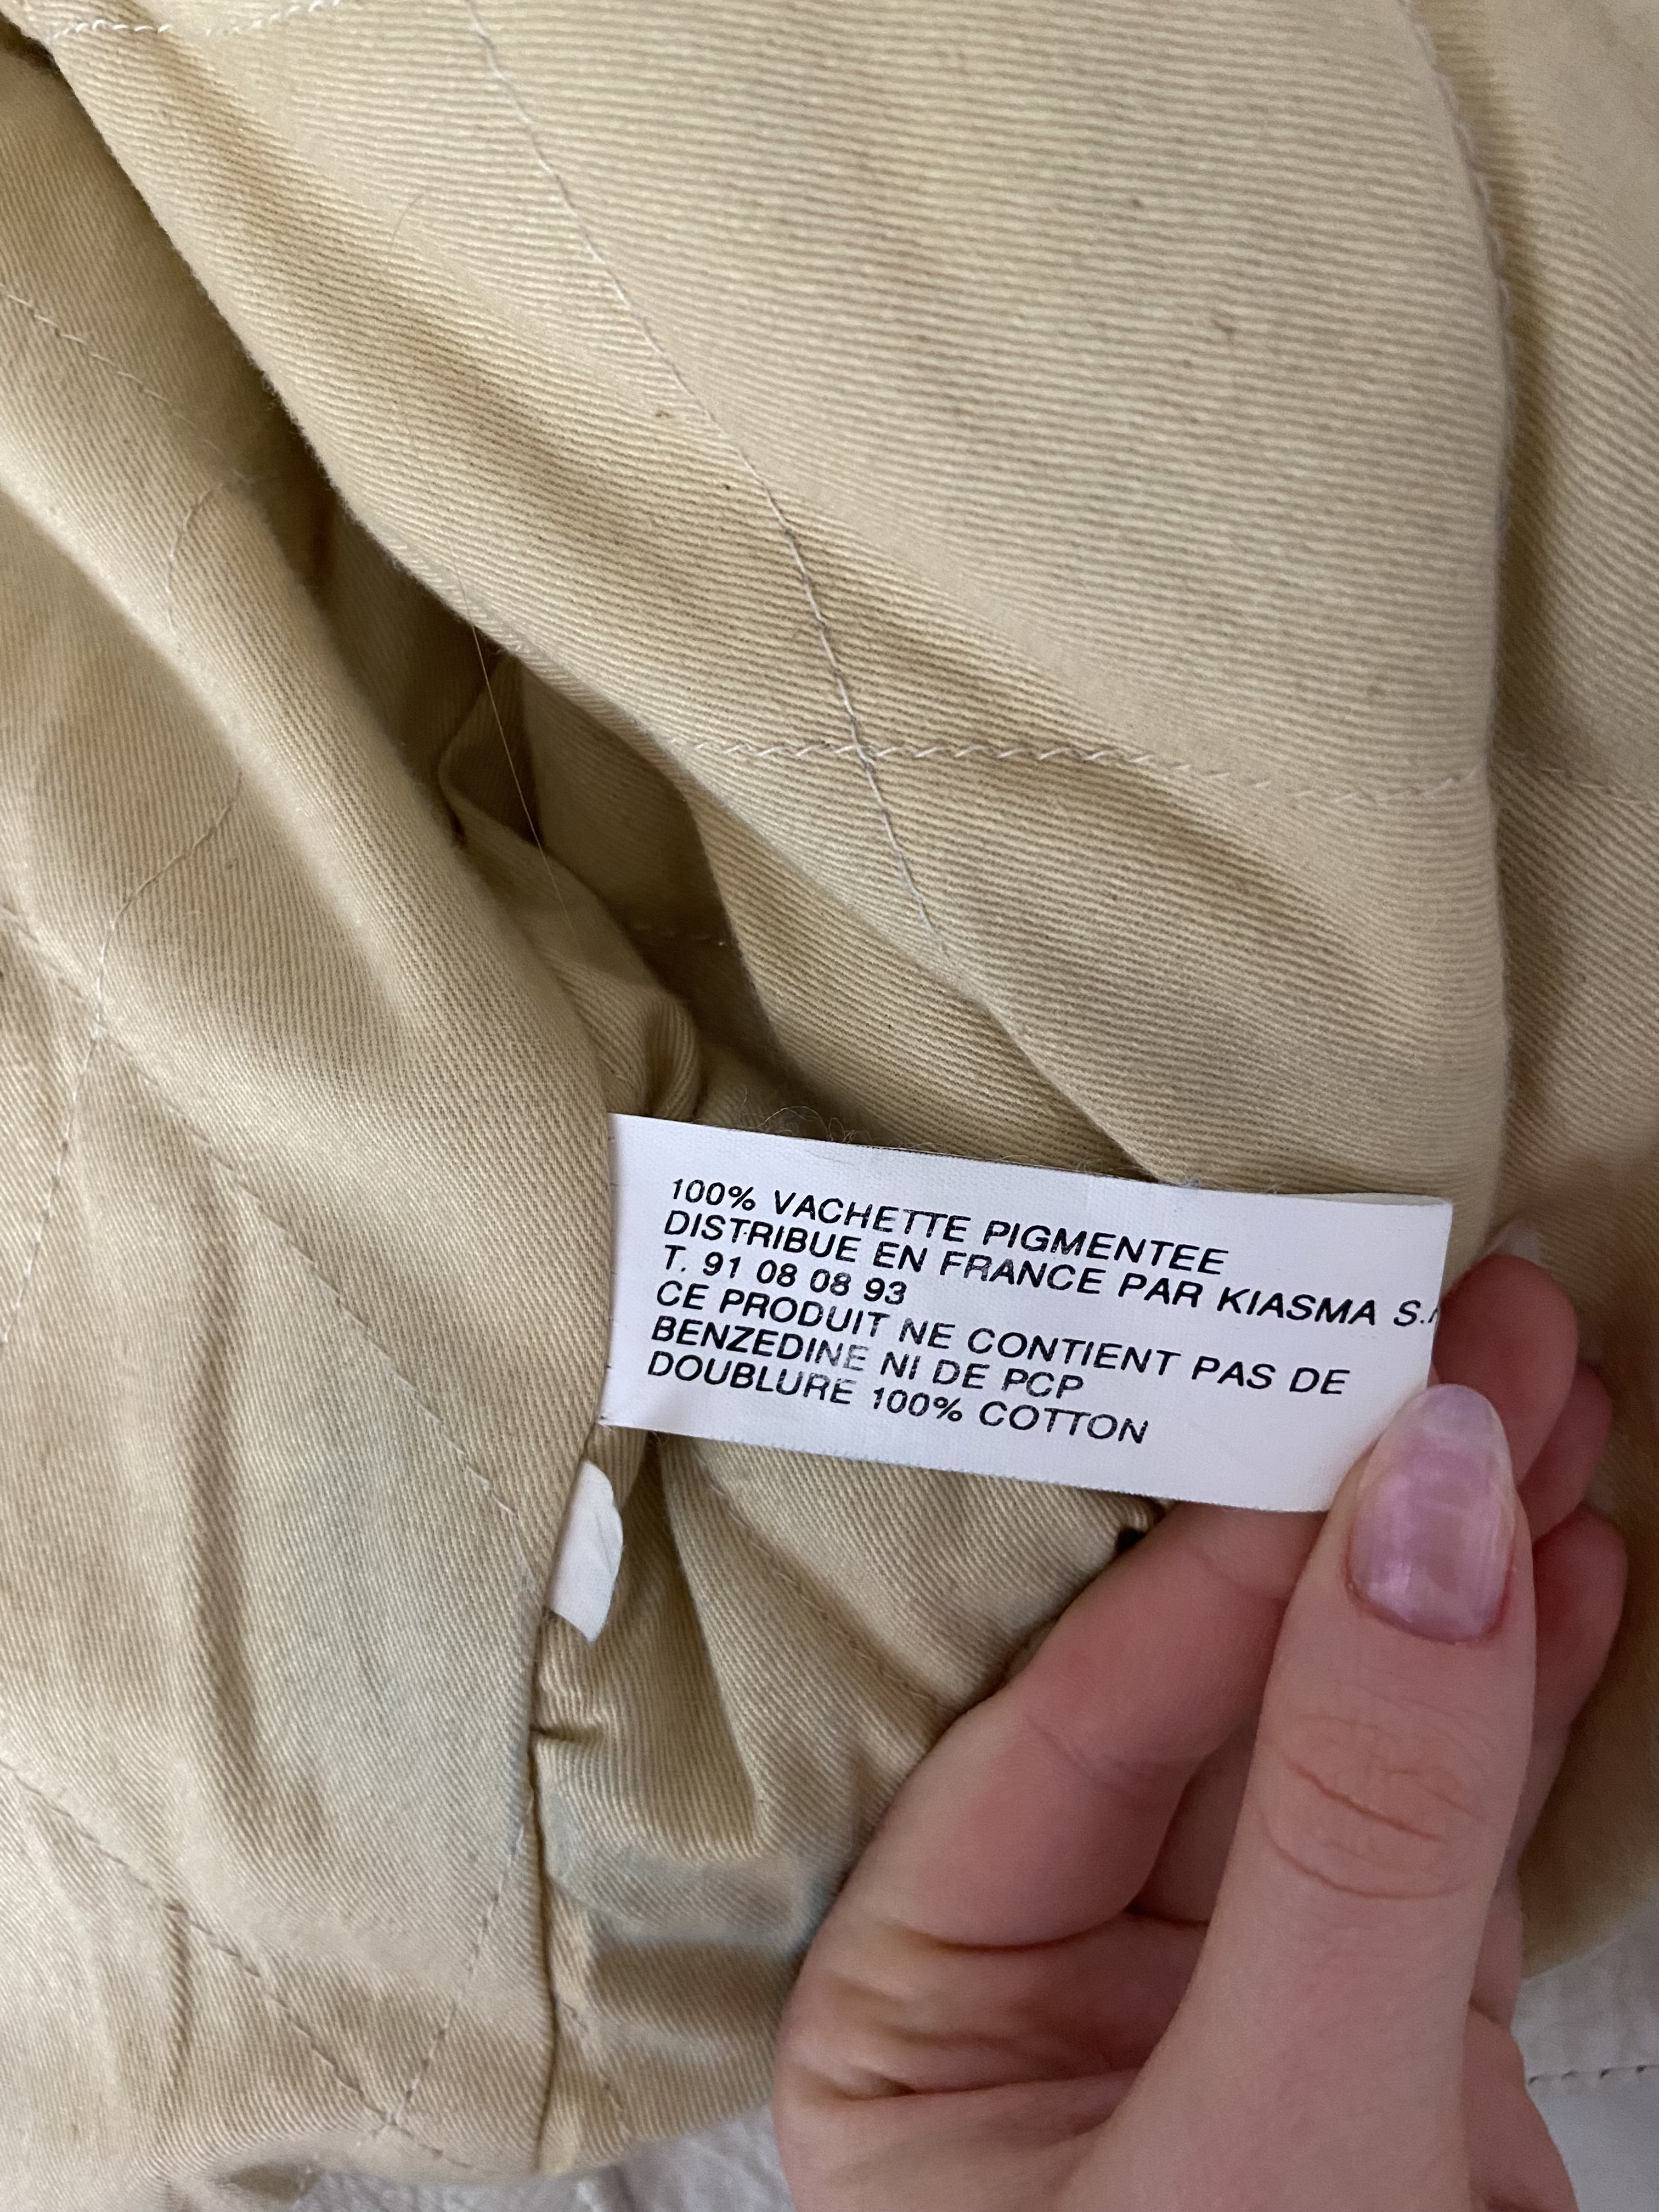 100% VACHETTE PIGMENTEE
DISTRIBUE EN FRANCE PAR KIASMA
T. 91 08 08 93
CE PRODUIT NE CONTIENT PAS DE
BENZEDINE NI DE PCP
DOUBLURE 100% COTTON